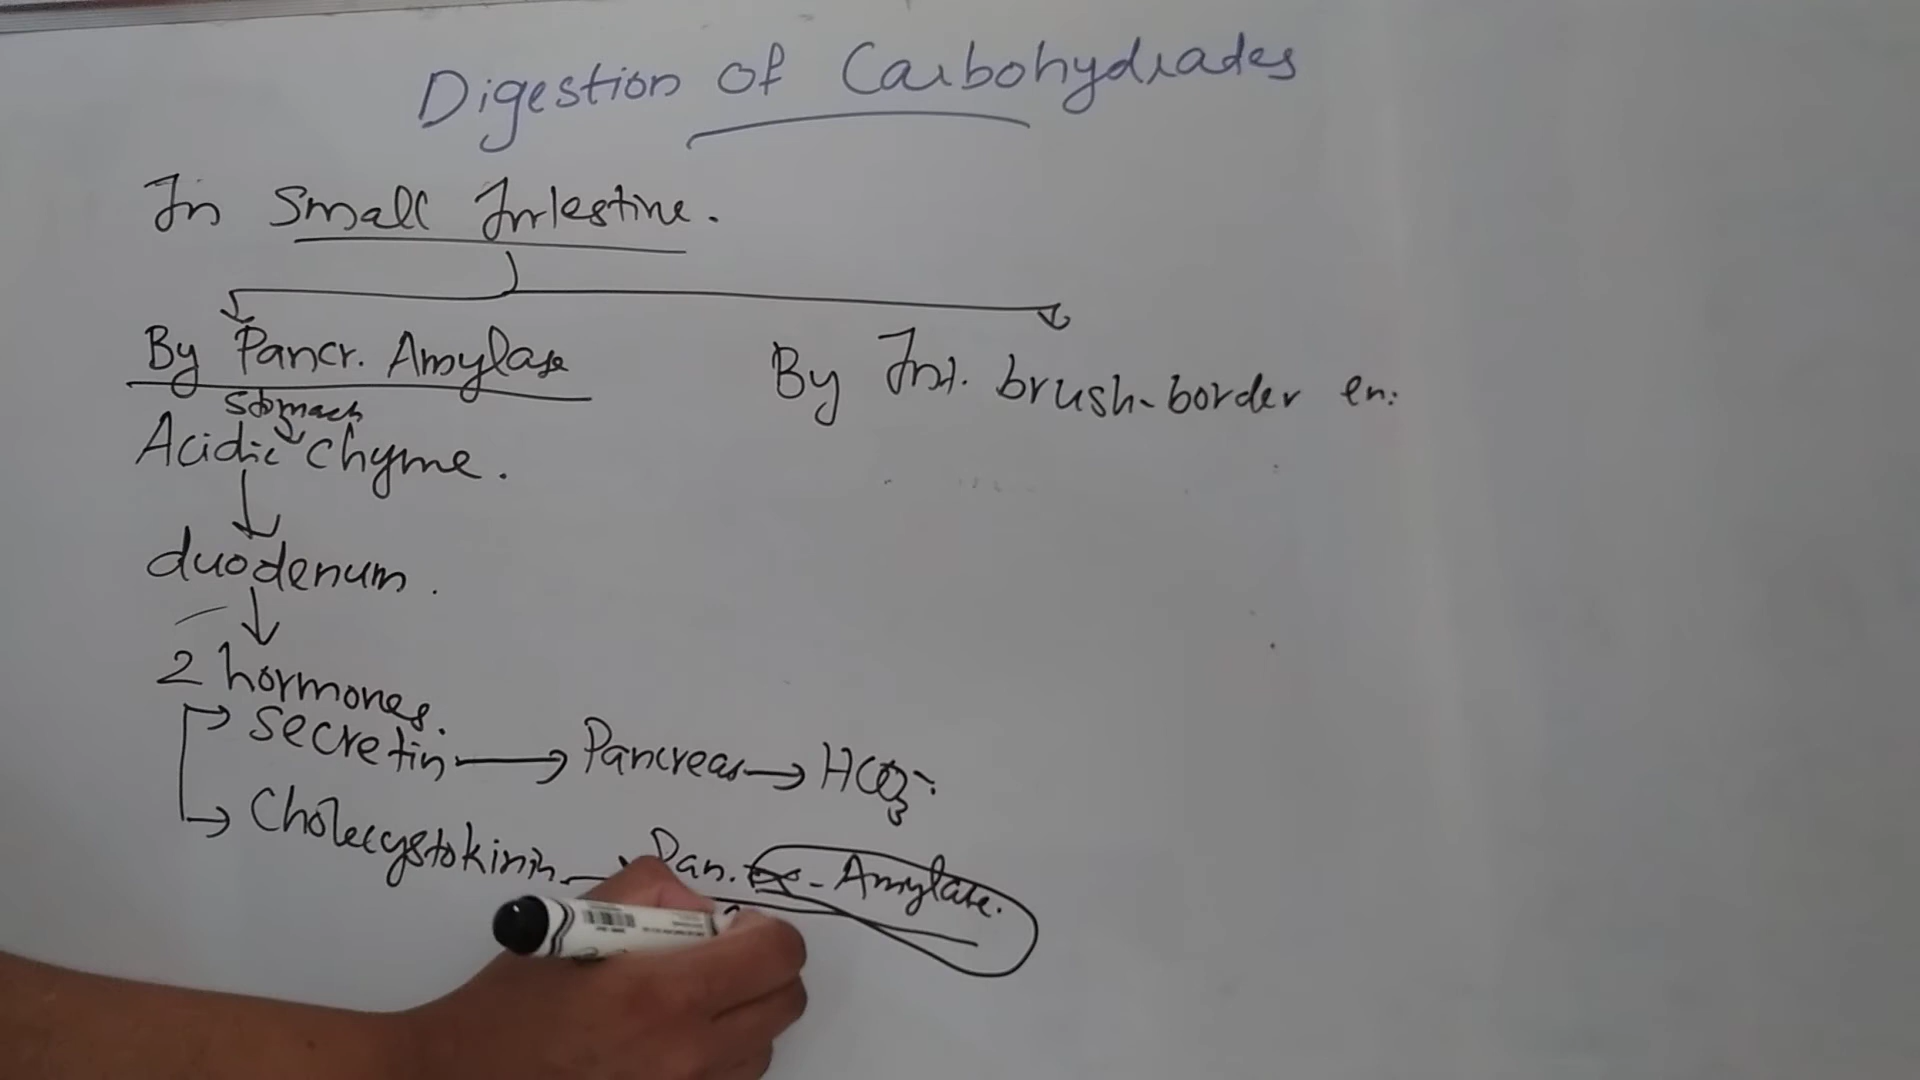 Digestion of Carbohydrades
In Small Intestine.
By Pancr. Amylase
By Int. brush-border en.
Stomach
Acidic chyme.
duodenum.
2 hormones.
Secretin → Pancreas → HCO3-.
Cholecystokinin → Pan. - Amylase.